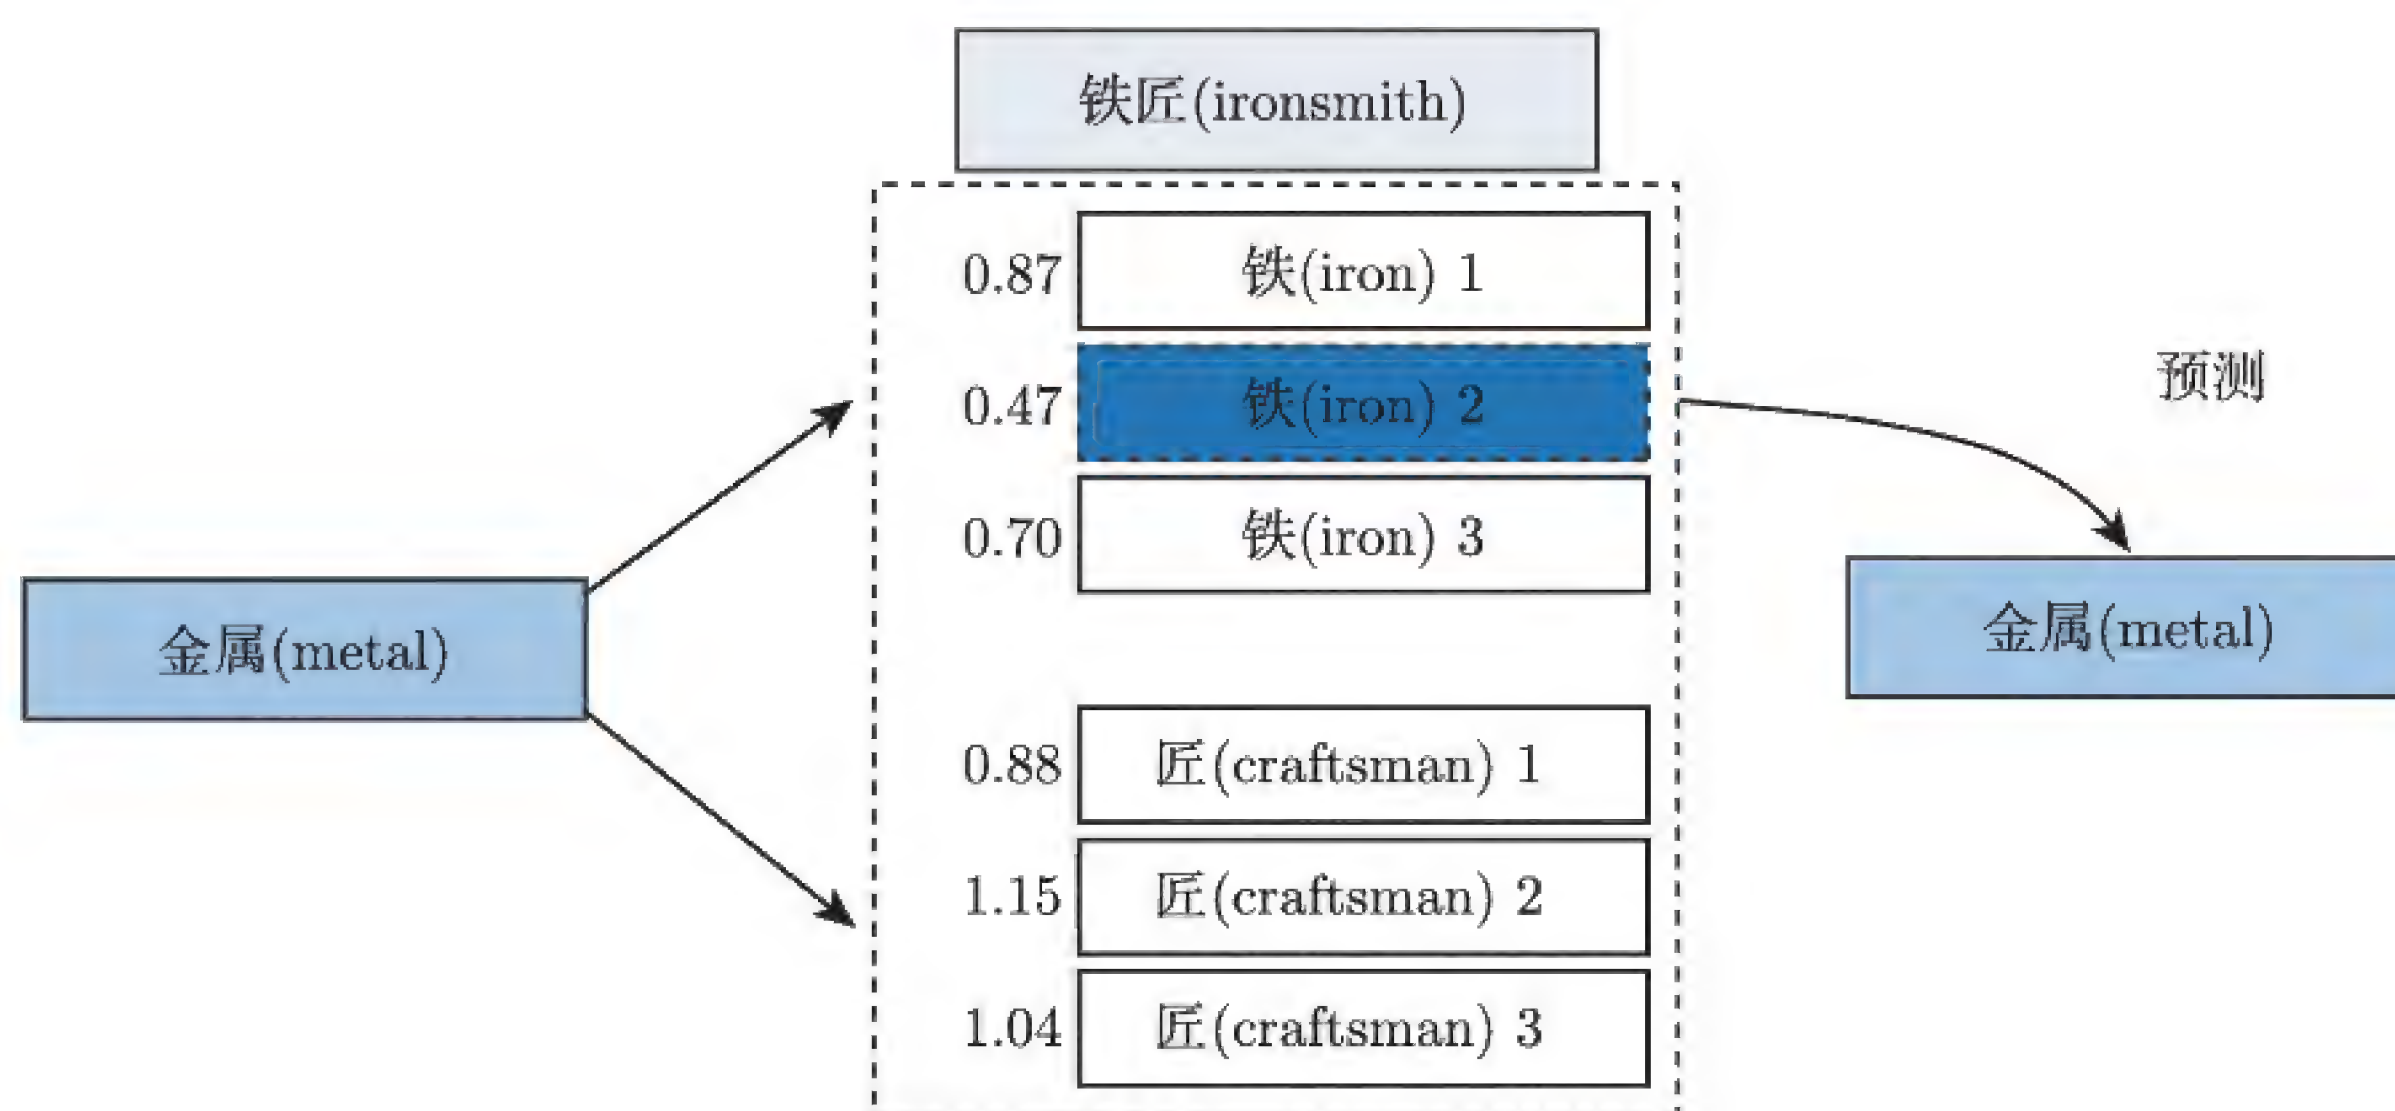 铁匠(ironsmith)
0.87 铁(iron) 1
0.47 铁(iron) 2
0.70 铁(iron) 3
预测
金属(metal)
金属(metal)
0.88 匠(craftsman) 1
1.15 匠(craftsman) 2
1.04 匠(craftsman) 3